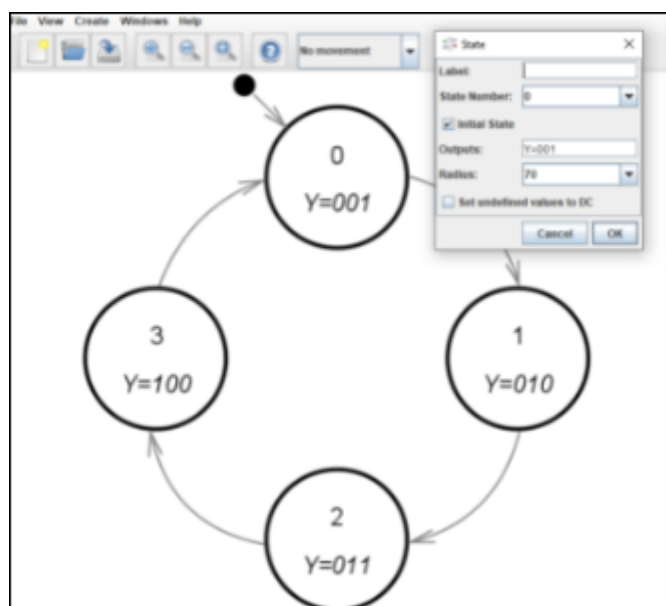 File View Create Windows Help
No movement
State
Label:
State Number: 0
Initial State
Outputs: Y=001
Radius: 70
Set undefined values to DC
Cancel OK
0
Y=001
3
Y=100
1
Y=010
2
Y=011